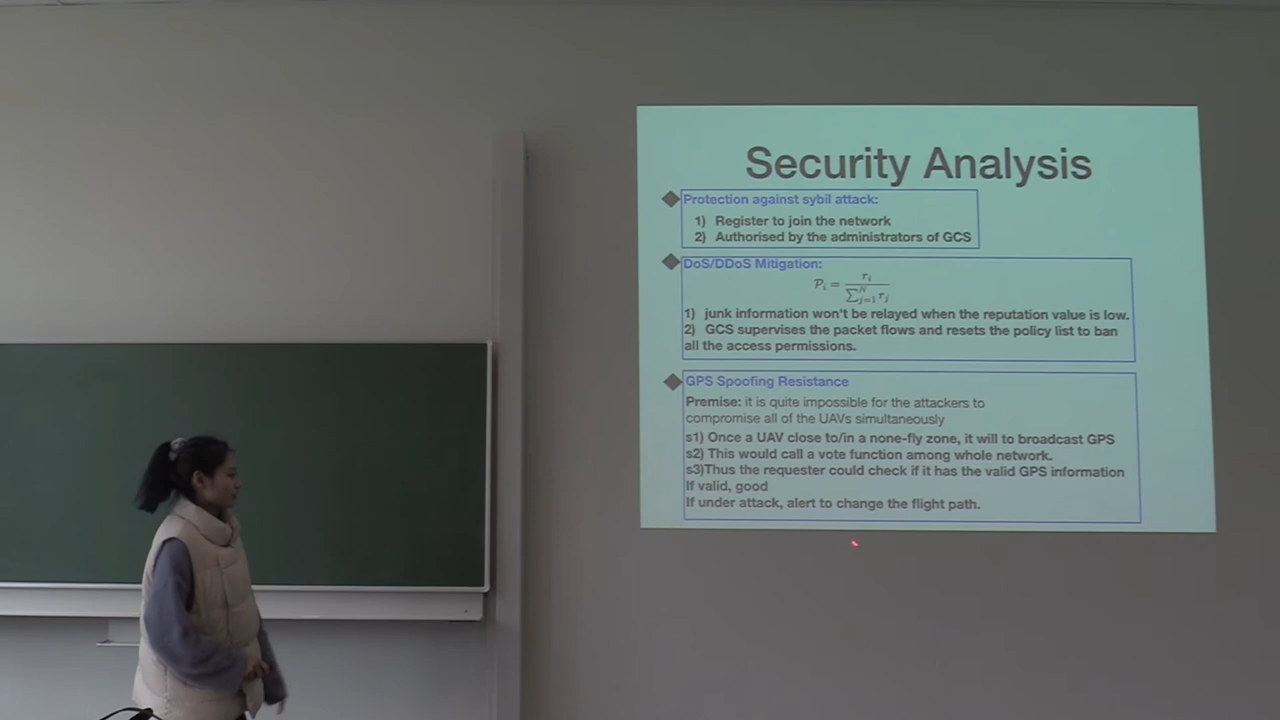 Security Analysis
Protection against sybil attack:
1) Register to join the network
2) Authorised by the administrators of GCS
DoS/DDoS Mitigation:
𝒫ᵢ = rᵢ / ∑ᴺⱼ₌₁ rⱼ
1) junk information won't be relayed when the reputation value is low.
2) GCS supervises the packet flows and resets the policy list to ban
all the access permissions.
GPS Spoofing Resistance
Premise: it is quite impossible for the attackers to
compromise all of the UAVs simultaneously
s1) Once a UAV close to/in a none-fly zone, it will to broadcast GPS
s2) This would call a vote function among whole network.
s3)Thus the requester could check if it has the valid GPS information
If valid, good
If under attack, alert to change the flight path.